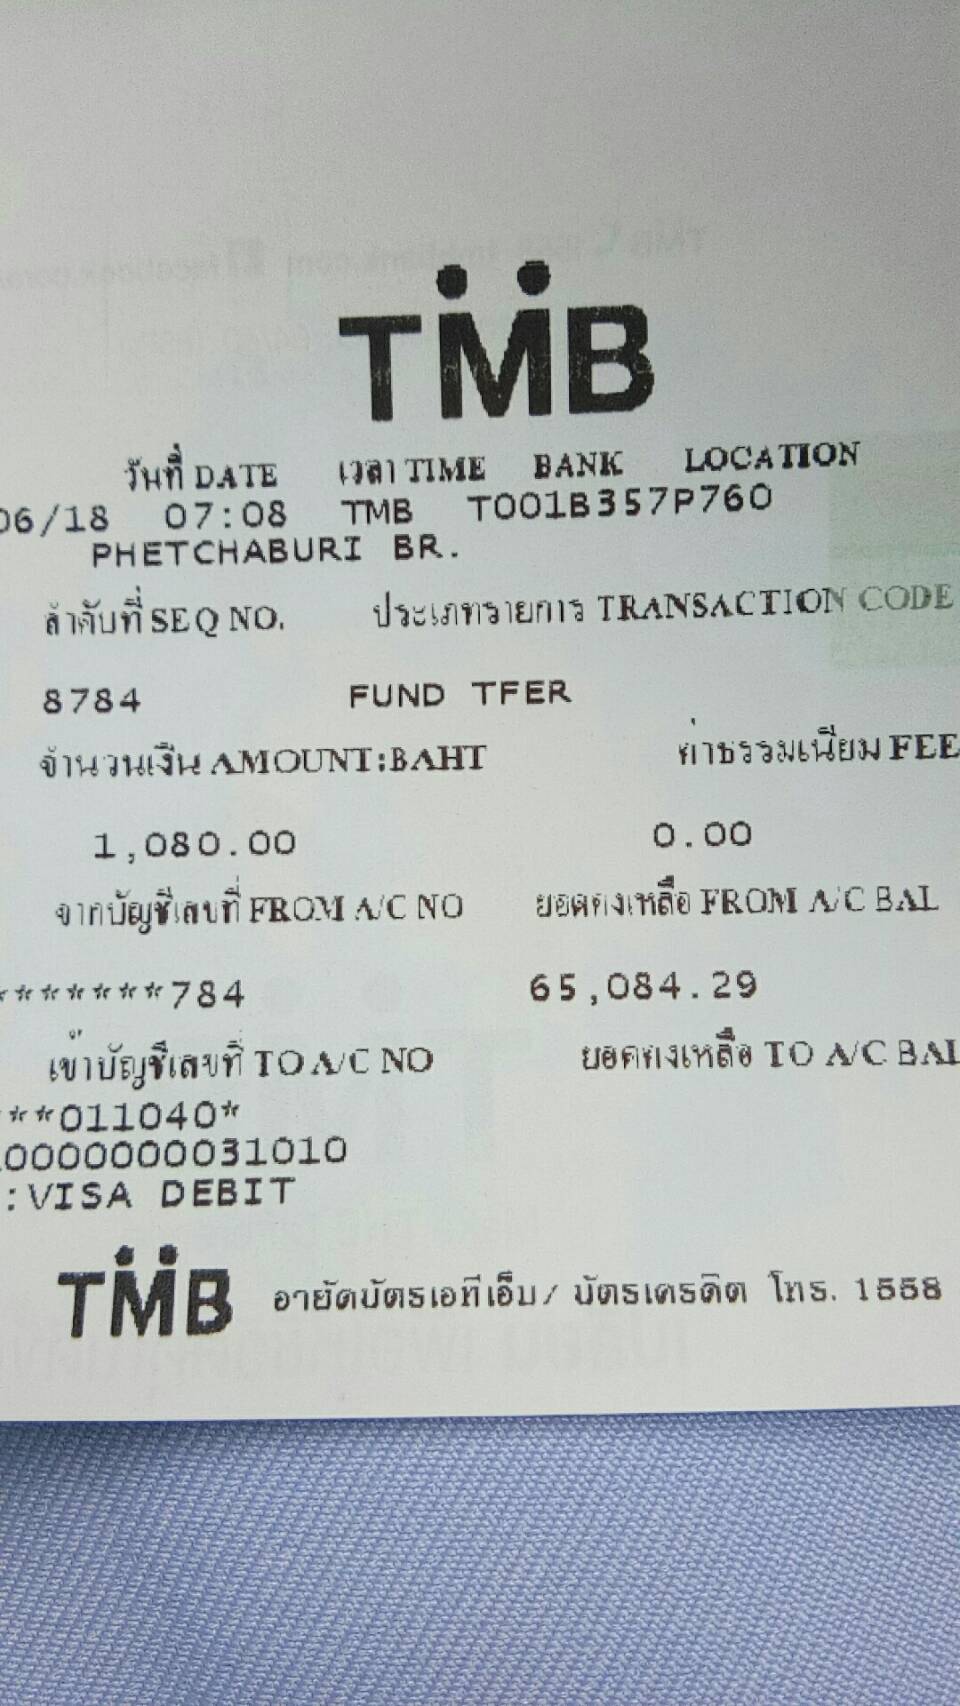 TMB
วันที่ DATE เวลา TIME BANK LOCATION
06/18 07:08 TMB T001B357P760
PHETCHABURI BR.
ลำดับที่ SEQ NO. ประเภทรายการ TRANSACTION CODE
8784 FUND TFER
จำนวนเงิน AMOUNT:BAHT ค่าธรรมเนียม FEE
1,080.00 0.00
จากบัญชีเลขที่ FROM A/C NO ยอดคงเหลือ FROM A/C BAL
*******784 65,084.29
เข้าบัญชีเลขที่ TO A/C NO ยอดคงเหลือ TO A/C BAL
***011040*
0000000031010
:VISA DEBIT
TMB อายัดบัตรเอทีเอ็ม/ บัตรเครดิต โทร. 1558